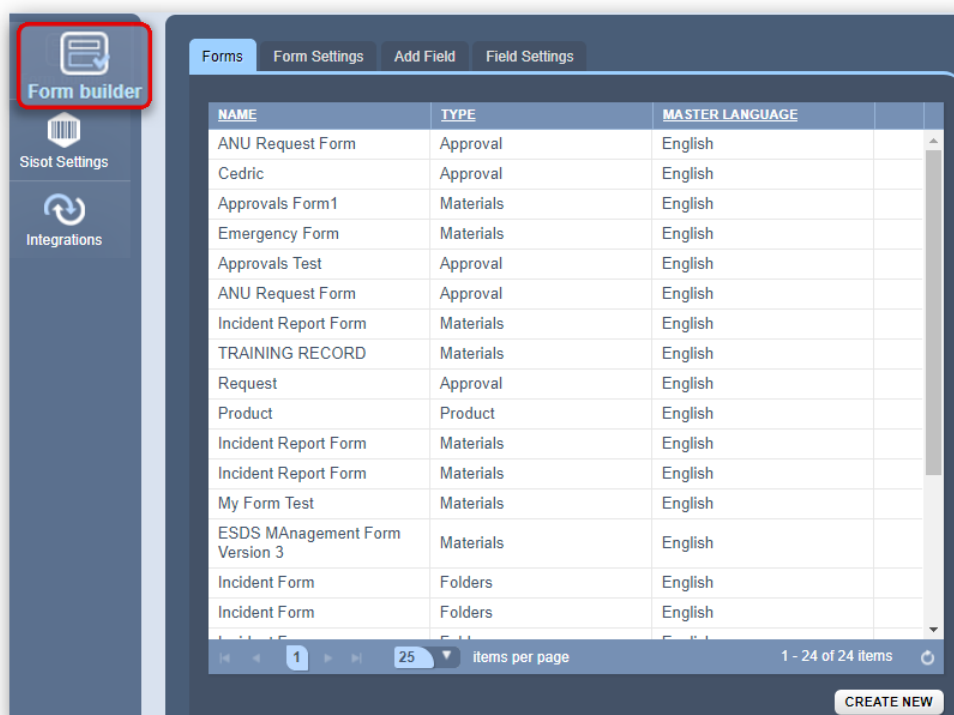 Form builder
Sisot Settings
Integrations
Forms Form Settings Add Field Field Settings
NAME TYPE MASTER LANGUAGE
ANU Request Form Approval English
Cedric Approval English
Approvals Form1 Materials English
Emergency Form Materials English
Approvals Test Approval English
ANU Request Form Approval English
Incident Report Form Materials English
TRAINING RECORD Materials English
Request Approval English
Product Product English
Incident Report Form Materials English
Incident Report Form Materials English
My Form Test Materials English
ESDS MAnagement Form
Version 3 Materials English
Incident Form Folders English
Incident Form Folders English
1 25 items per page 1 - 24 of 24 items
CREATE NEW